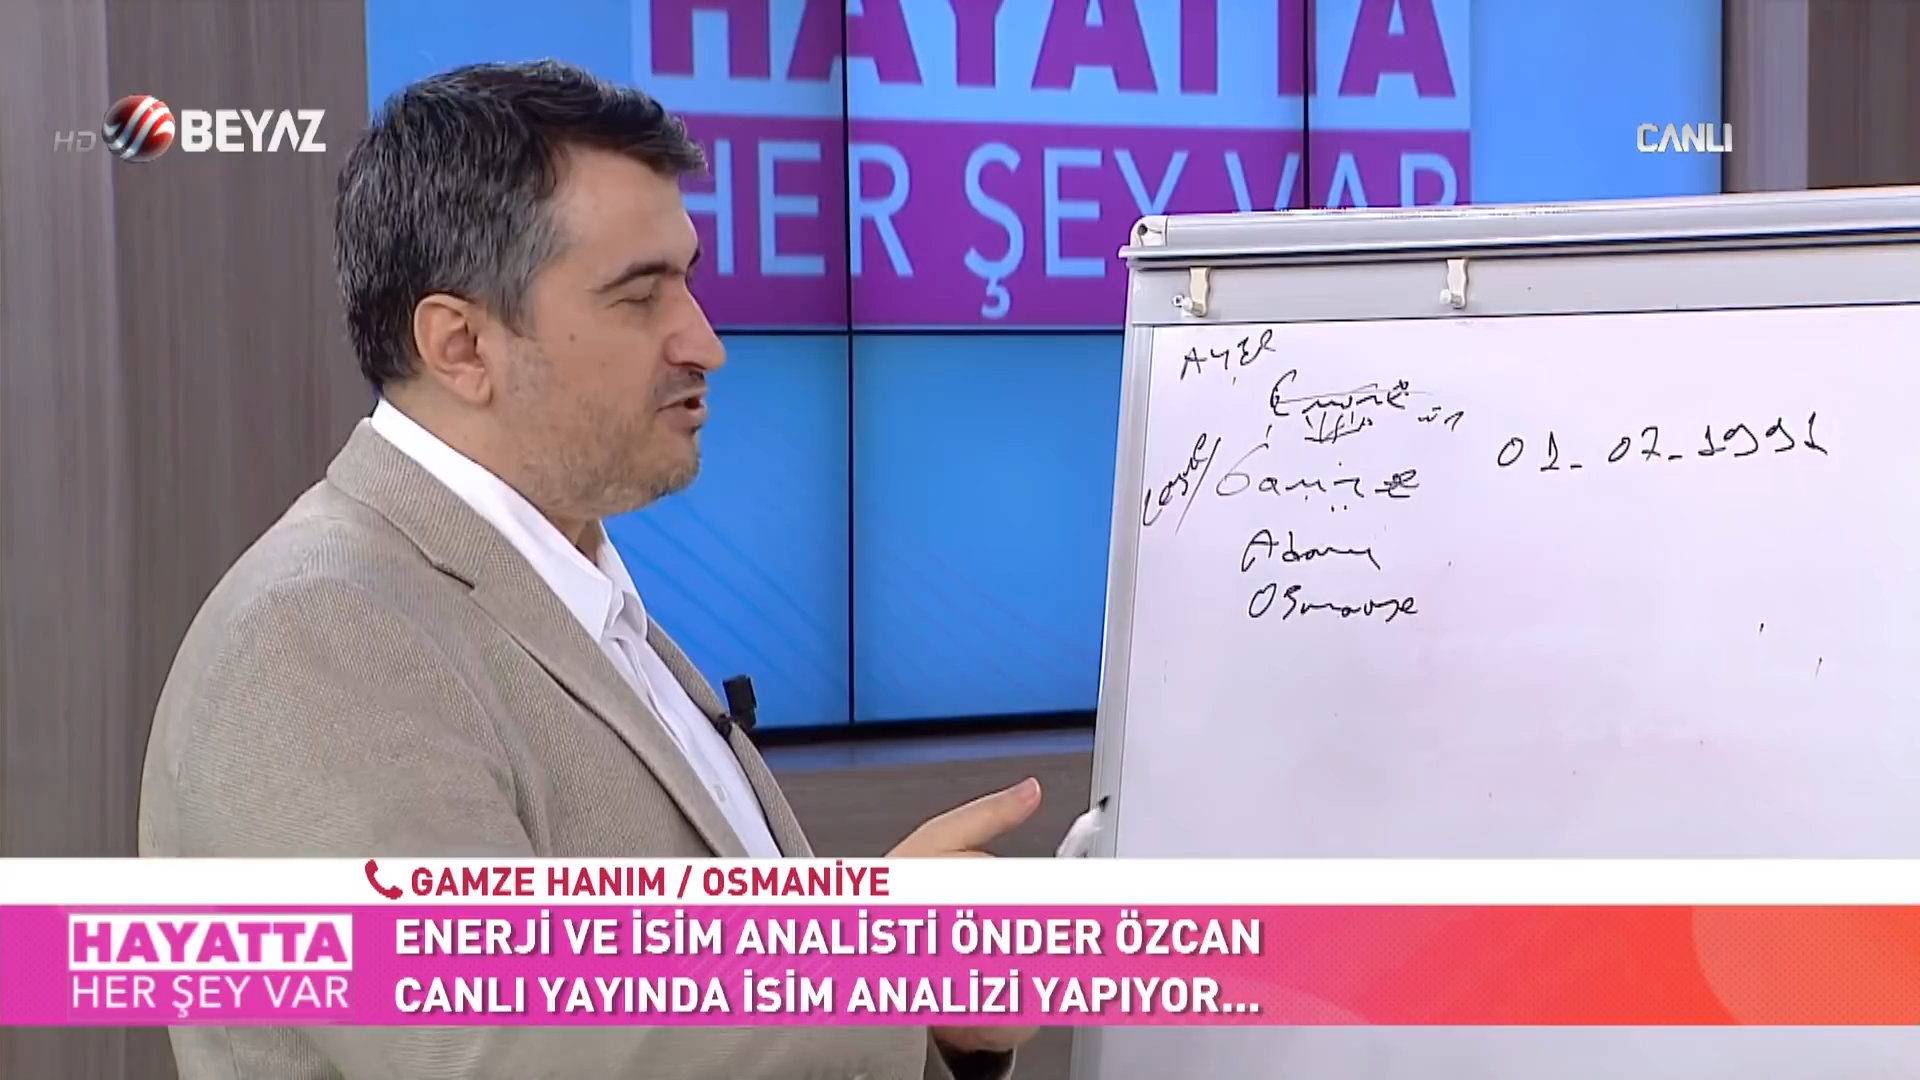 HAYATTA
HER ŞEY VAR
HD BEYAZ
CANLI
01-07-1991
Gamze
Adana
Osmaniye
GAMZE HANIM / OSMANİYE
HAYATTA
HER ŞEY VAR
ENERJİ VE İSİM ANALİSTİ ÖNDER ÖZCAN
CANLI YAYINDA İSİM ANALİZİ YAPIYOR...